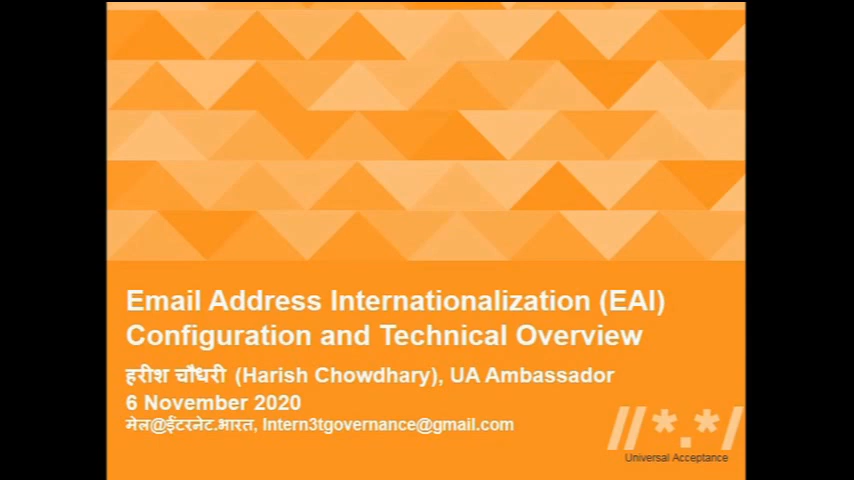 Email Address Internationalization (EAI)
Configuration and Technical Overview
हरीश चौधरी (Harish Chowdhary), UA Ambassador
6 November 2020
मेल@ईंटरनेट.भारत, Intern3tgovernance@gmail.com
//*.*/
Universal Acceptance